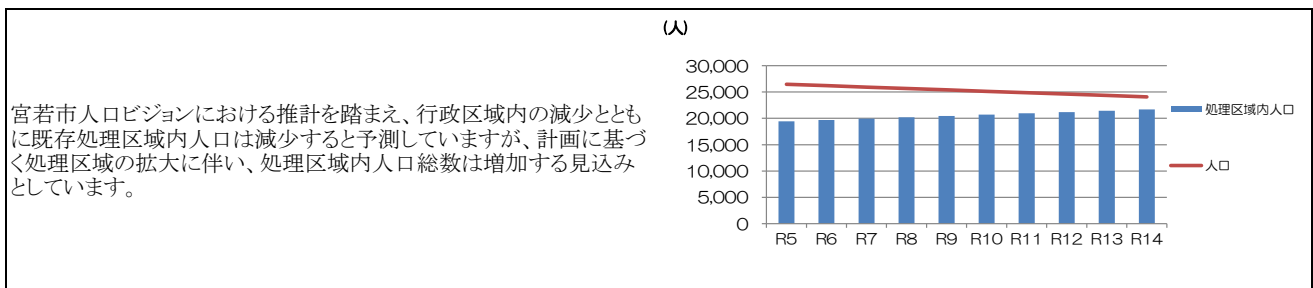 宮若市人口ビジョンにおける推計を踏まえ、行政区域内の減少ととも
に既存処理区域内人口は減少すると予測していますが、計画に基づ
く処理区域の拡大に伴い、処理区域内人口総数は増加する見込み
としています。
(人)
30,000
25,000
20,000
15,000
10,000
5,000
0
R5 R6 R7 R8 R9 R10 R11 R12 R13 R14
処理区域内人口
人口